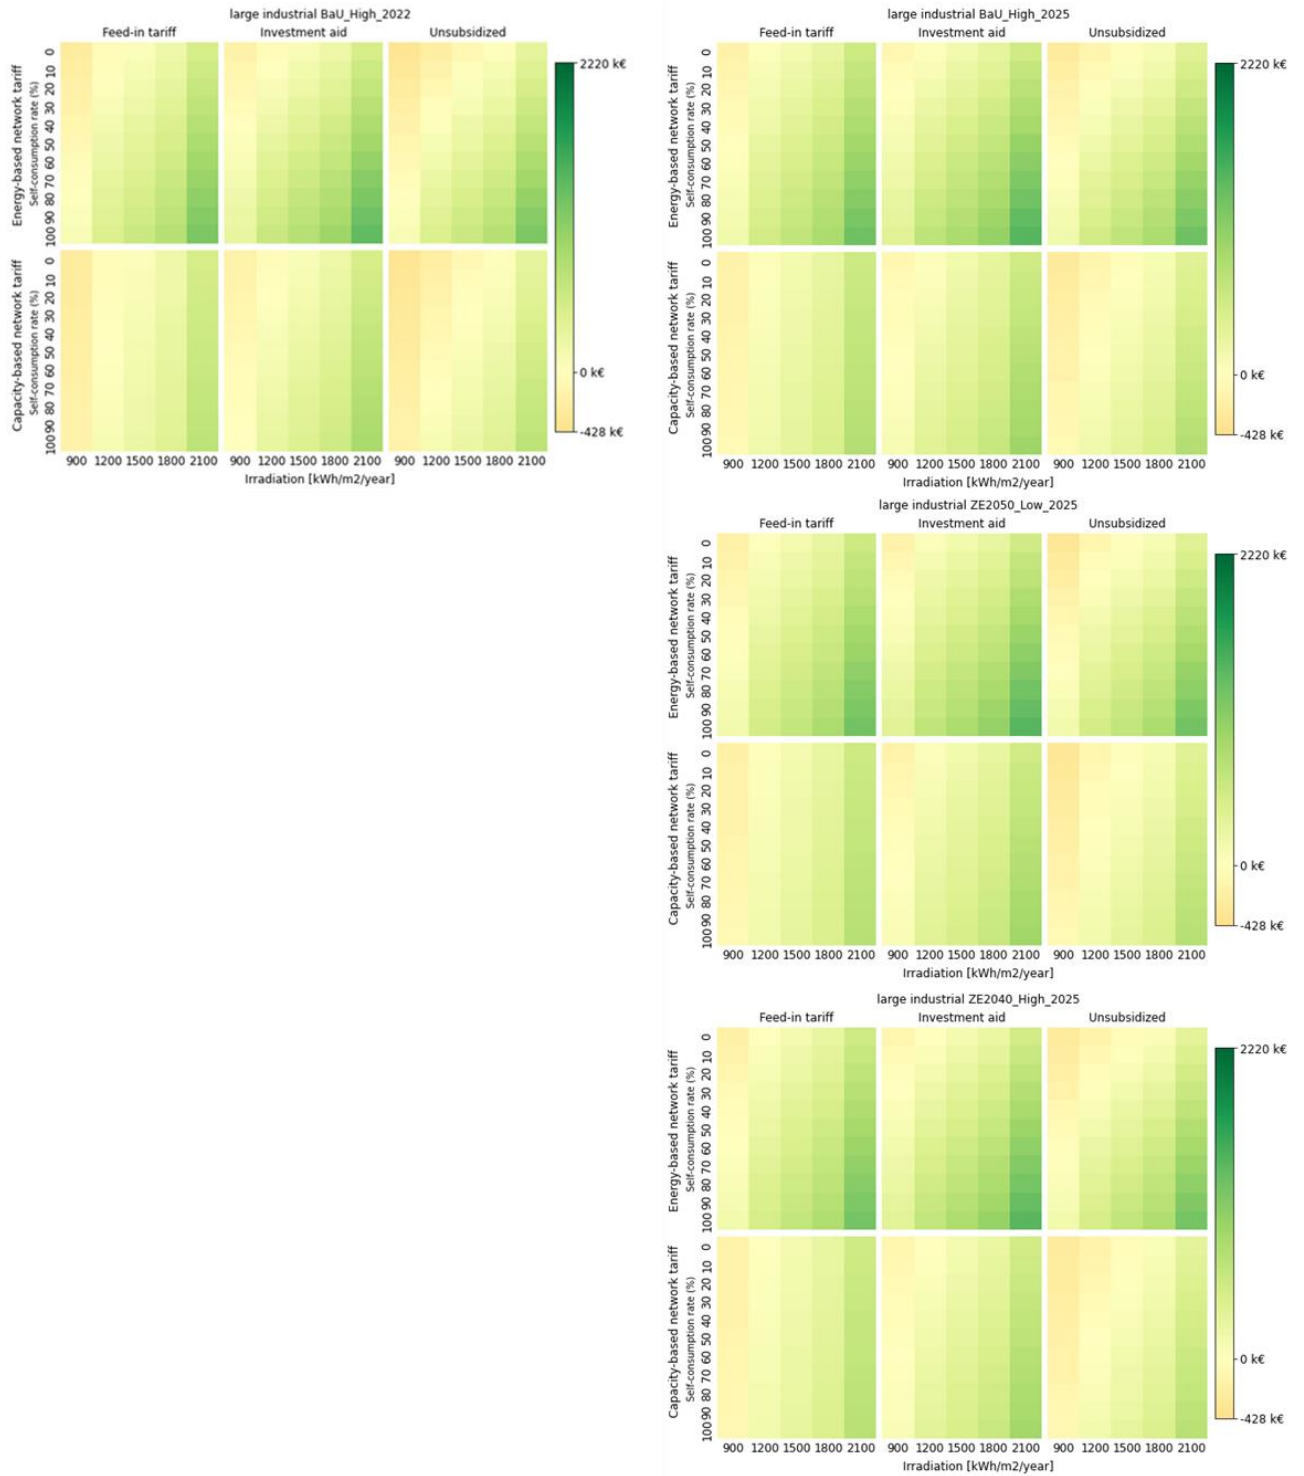 large industrial BaU_High_2022
Feed-in tariff Investment aid Unsubsidized
Energy-based network tariff
Self-consumption rate (%)
0 10 20 30 40 50 60 70 80 90 100
2220 k€
0 k€
-428 k€
Capacity-based network tariff
Self-consumption rate (%)
0 10 20 30 40 50 60 70 80 90 100
900 1200 1500 1800 2100 900 1200 1500 1800 2100 900 1200 1500 1800 2100
Irradiation [kWh/m2/year]
large industrial BaU_High_2025
Feed-in tariff Investment aid Unsubsidized
Energy-based network tariff
Self-consumption rate (%)
0 10 20 30 40 50 60 70 80 90 100
2220 k€
0 k€
-428 k€
Capacity-based network tariff
Self-consumption rate (%)
0 10 20 30 40 50 60 70 80 90 100
900 1200 1500 1800 2100 900 1200 1500 1800 2100 900 1200 1500 1800 2100
Irradiation [kWh/m2/year]
large industrial ZE2050_Low_2025
Feed-in tariff Investment aid Unsubsidized
Energy-based network tariff
Self-consumption rate (%)
0 10 20 30 40 50 60 70 80 90 100
2220 k€
0 k€
-428 k€
Capacity-based network tariff
Self-consumption rate (%)
0 10 20 30 40 50 60 70 80 90 100
900 1200 1500 1800 2100 900 1200 1500 1800 2100 900 1200 1500 1800 2100
Irradiation [kWh/m2/year]
large industrial ZE2040_High_2025
Feed-in tariff Investment aid Unsubsidized
Energy-based network tariff
Self-consumption rate (%)
0 10 20 30 40 50 60 70 80 90 100
2220 k€
0 k€
-428 k€
Capacity-based network tariff
Self-consumption rate (%)
0 10 20 30 40 50 60 70 80 90 100
900 1200 1500 1800 2100 900 1200 1500 1800 2100 900 1200 1500 1800 2100
Irradiation [kWh/m2/year]